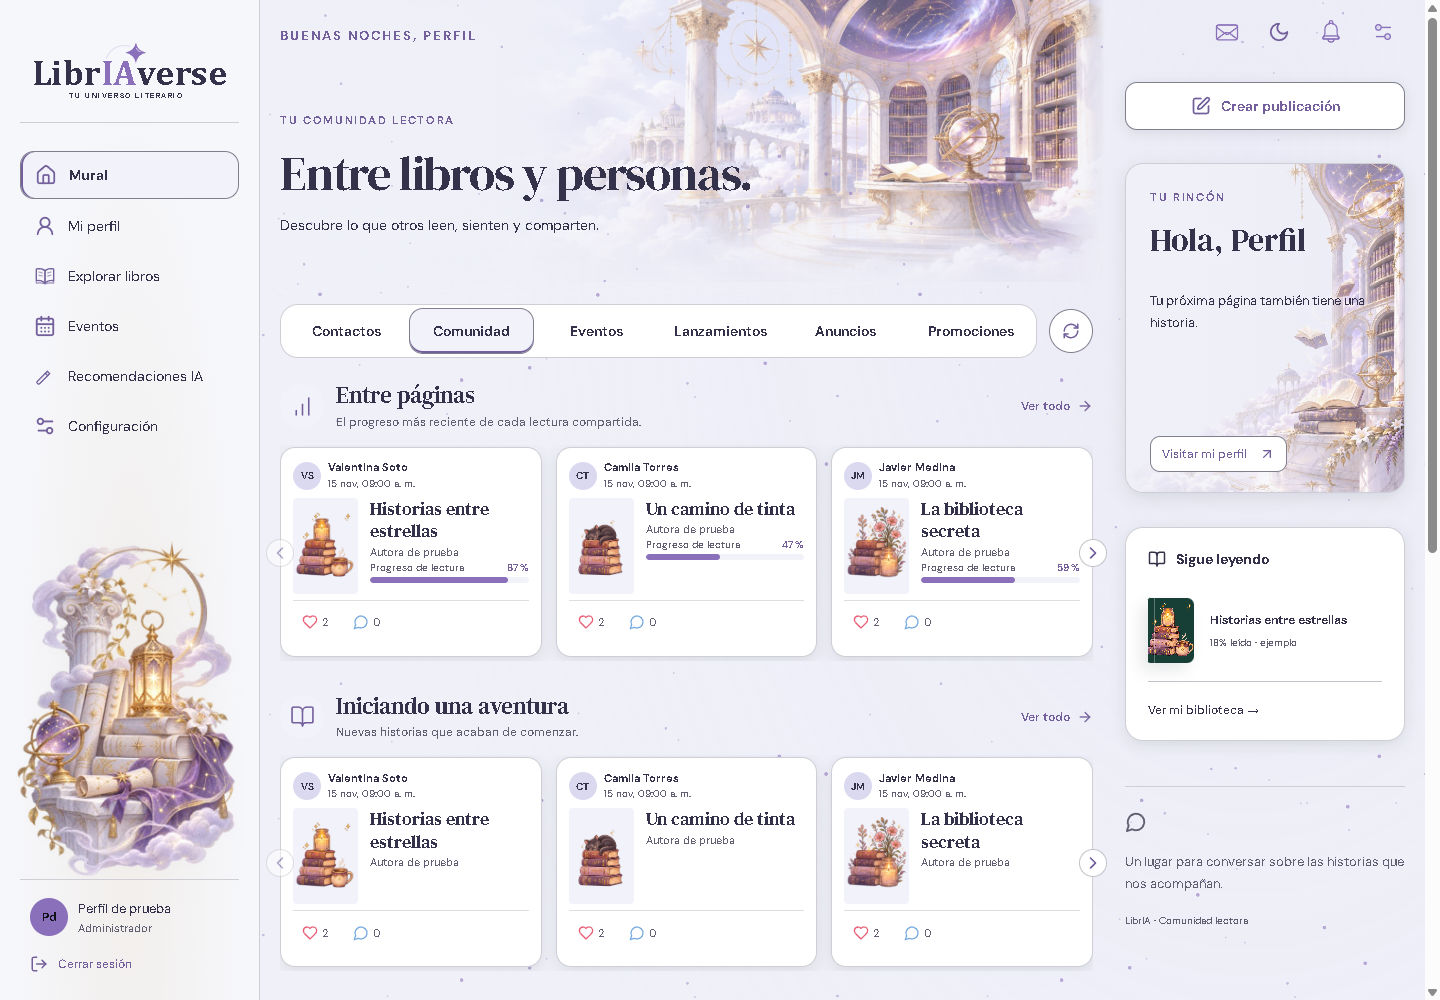 LibrIAverse
TU UNIVERSO LITERARIO
Mural
Mi perfil
Explorar libros
Eventos
Recomendaciones IA
Configuración
Pd
Perfil de prueba
Administrador
Cerrar sesión
BUENAS NOCHES, PERFIL
TU COMUNIDAD LECTORA
Entre libros y personas.
Descubre lo que otros leen, sienten y comparten.
Contactos
Comunidad
Eventos
Lanzamientos
Anuncios
Promociones
Entre páginas
El progreso más reciente de cada lectura compartida.
Ver todo →
VS
Valentina Soto
15 nov, 09:00 a. m.
Historias entre
estrellas
Autora de prueba
Progreso de lectura 87 %
2 0
CT
Camila Torres
15 nov, 09:00 a. m.
Un camino de tinta
Autora de prueba
Progreso de lectura 47 %
2 0
JM
Javier Medina
15 nov, 09:00 a. m.
La biblioteca
secreta
Autora de prueba
Progreso de lectura 59 %
2 0
Iniciando una aventura
Nuevas historias que acaban de comenzar.
Ver todo →
VS
Valentina Soto
15 nov, 09:00 a. m.
Historias entre
estrellas
Autora de prueba
2 0
CT
Camila Torres
15 nov, 09:00 a. m.
Un camino de tinta
Autora de prueba
2 0
JM
Javier Medina
15 nov, 09:00 a. m.
La biblioteca
secreta
Autora de prueba
2 0
Crear publicación
TU RINCÓN
Hola, Perfil
Tu próxima página también tiene una
historia.
Visitar mi perfil
Sigue leyendo
Historias entre estrellas
18% leído · ejemplo
Ver mi biblioteca →
Un lugar para conversar sobre las historias que
nos acompañan.
LibrIA · Comunidad lectora